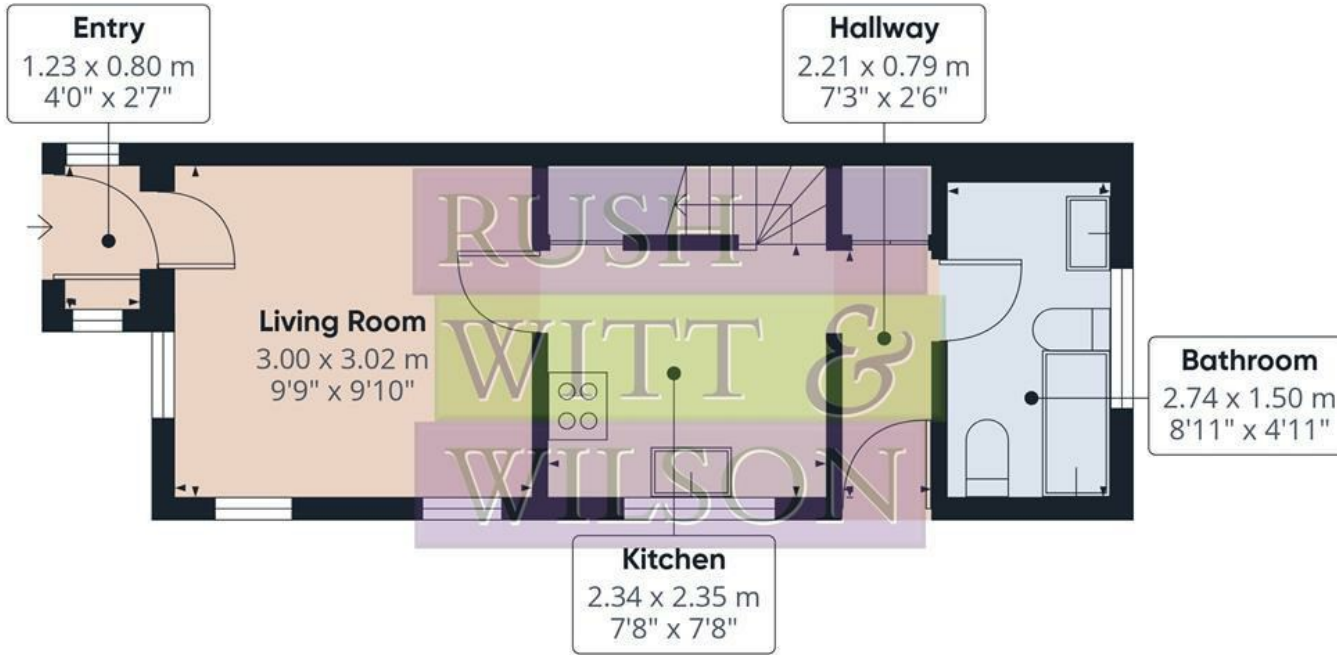 Entry
1.23 x 0.80 m
4'0" x 2'7"
Hallway
2.21 x 0.79 m
7'3" x 2'6"
RUSH
WITT &
WILSON
Living Room
3.00 x 3.02 m
9'9" x 9'10"
Bathroom
2.74 x 1.50 m
8'11" x 4'11"
Kitchen
2.34 x 2.35 m
7'8" x 7'8"